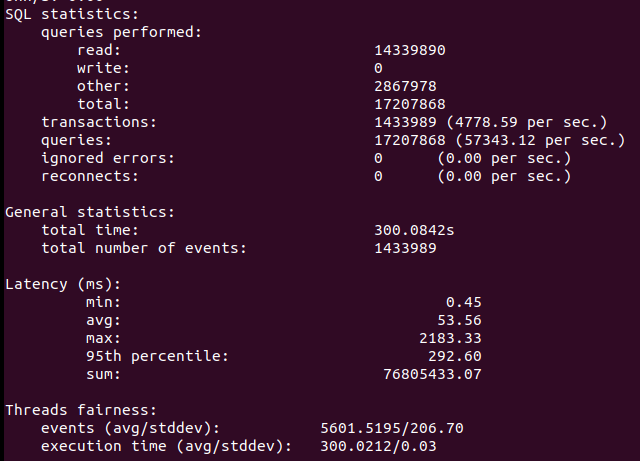 SQL statistics:
queries performed:
read: 14339890
write: 0
other: 2867978
total: 17207868
transactions: 1433989 (4778.59 per sec.)
queries: 17207868 (57343.12 per sec.)
ignored errors: 0 (0.00 per sec.)
reconnects: 0 (0.00 per sec.)
General statistics:
total time: 300.0842s
total number of events: 1433989
Latency (ms):
min: 0.45
avg: 53.56
max: 2183.33
95th percentile: 292.60
sum: 76805433.07
Threads fairness:
events (avg/stddev): 5601.5195/206.70
execution time (avg/stddev): 300.0212/0.03